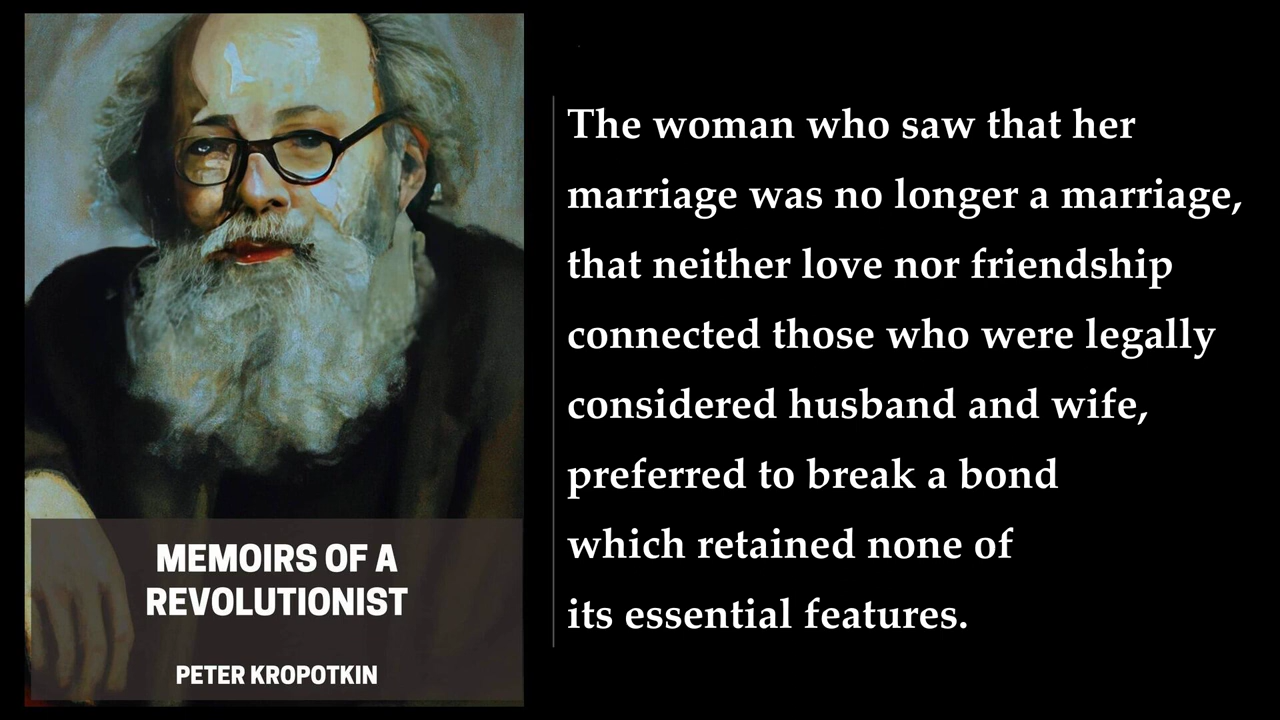 MEMOIRS OF A
REVOLUTIONIST
PETER KROPOTKIN
The woman who saw that her
marriage was no longer a marriage,
that neither love nor friendship
connected those who were legally
considered husband and wife,
preferred to break a bond
which retained none of
its essential features.